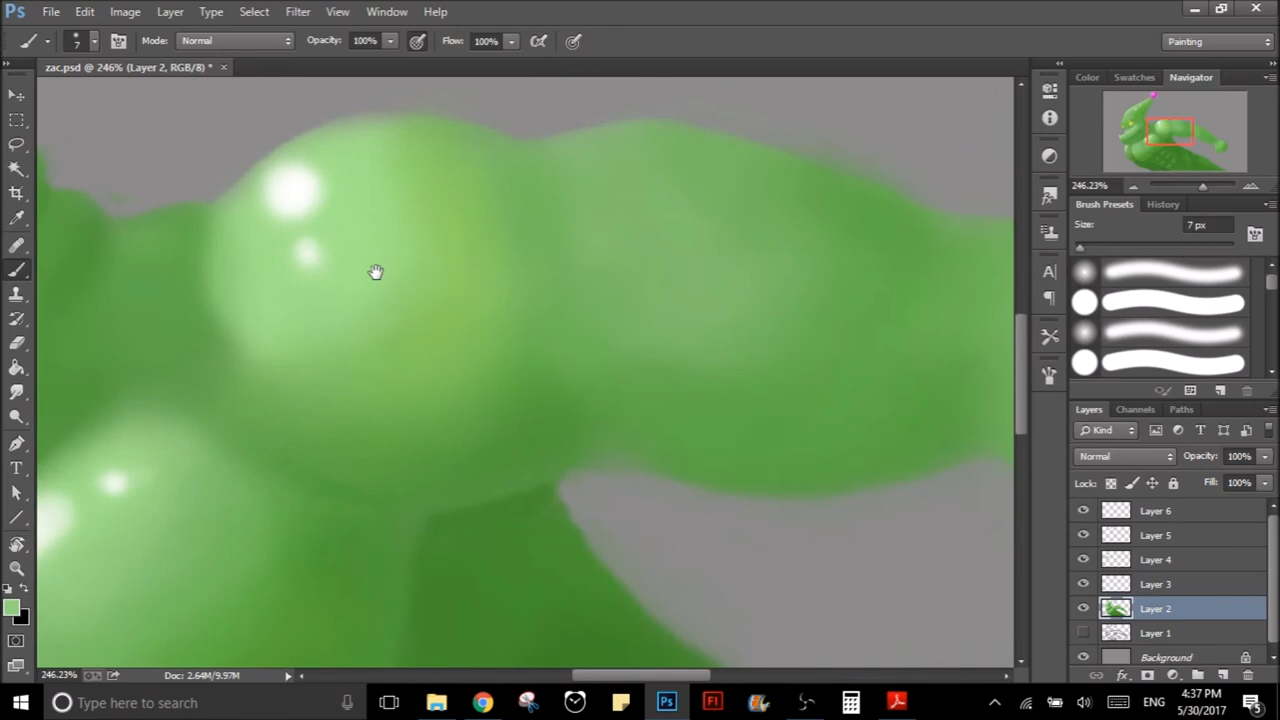 Ps File Edit Image Layer Type Select Filter View Window Help
7 Mode: Normal Opacity: 100% Flow: 100% Painting
zac.psd @ 246% (Layer 2, RGB/8) * ×
Color Swatches Navigator
246.23%
Brush Presets History
Size: 7 px
Layers Channels Paths
Kind
Normal Opacity: 100%
Lock: Fill: 100%
Layer 6
Layer 5
Layer 4
Layer 3
Layer 2
Layer 1
Background
246.23% Doc: 2.64M/9.97M
Type here to search
Ps Fl ENG 4:37 PM
5/30/2017 5